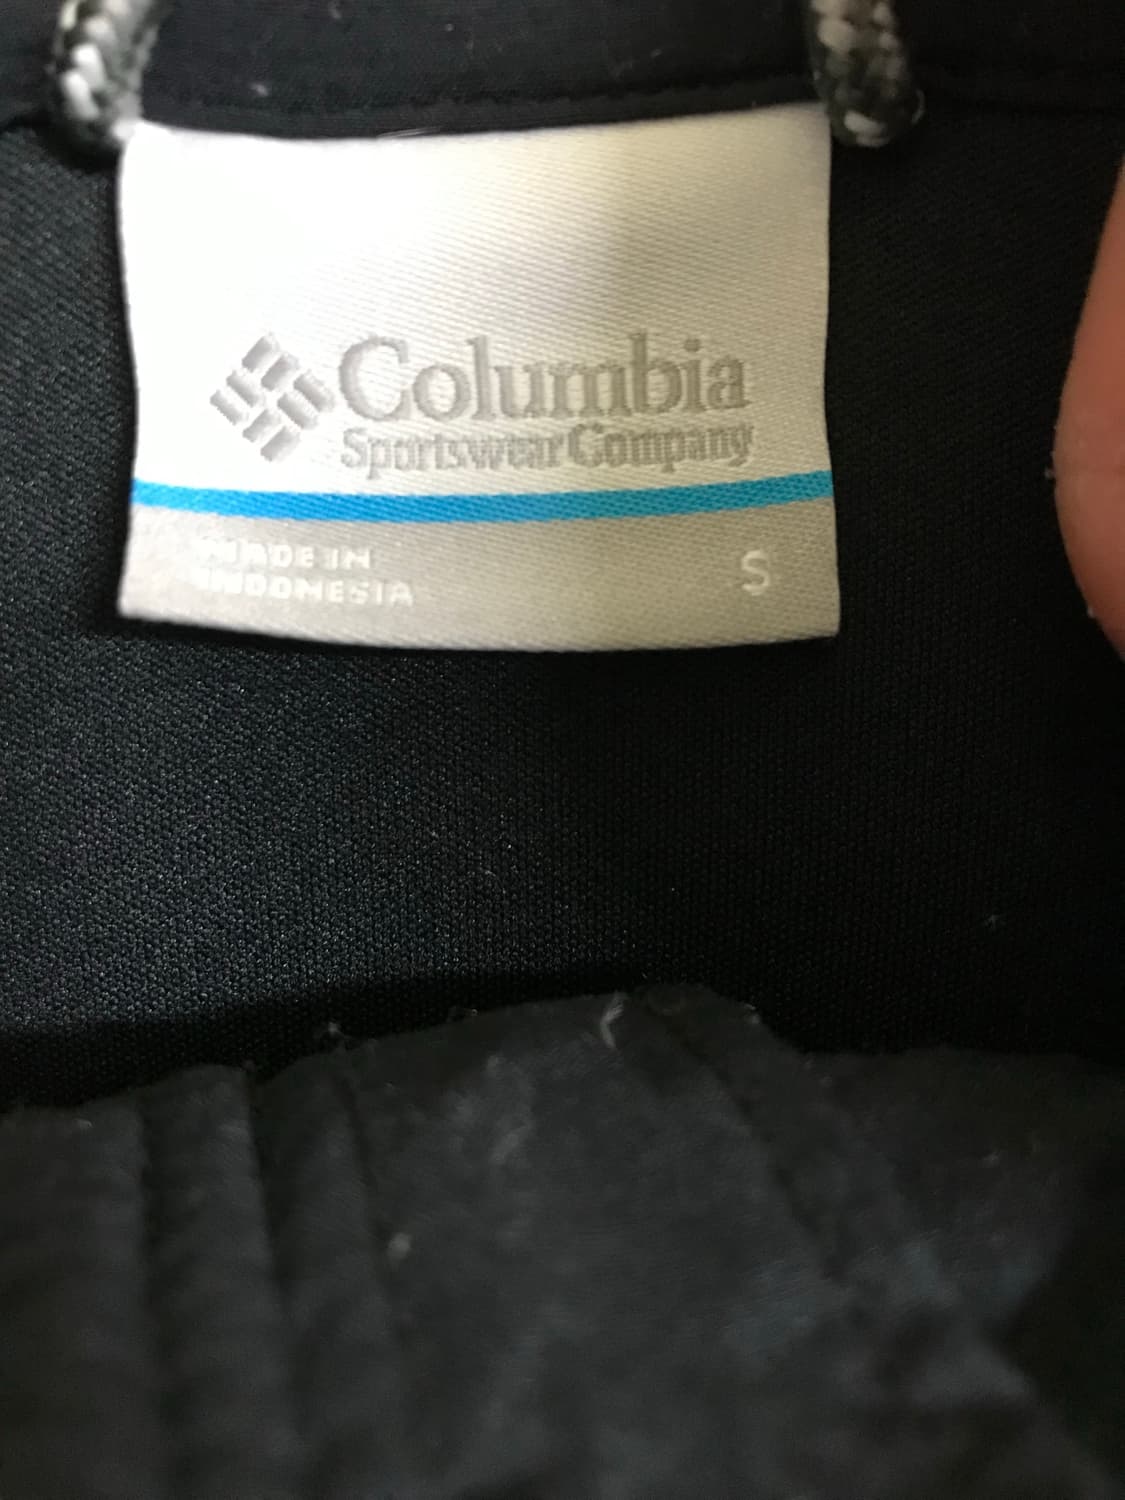 Columbia
Sportswear Company
MADE IN
S
INDONESIA